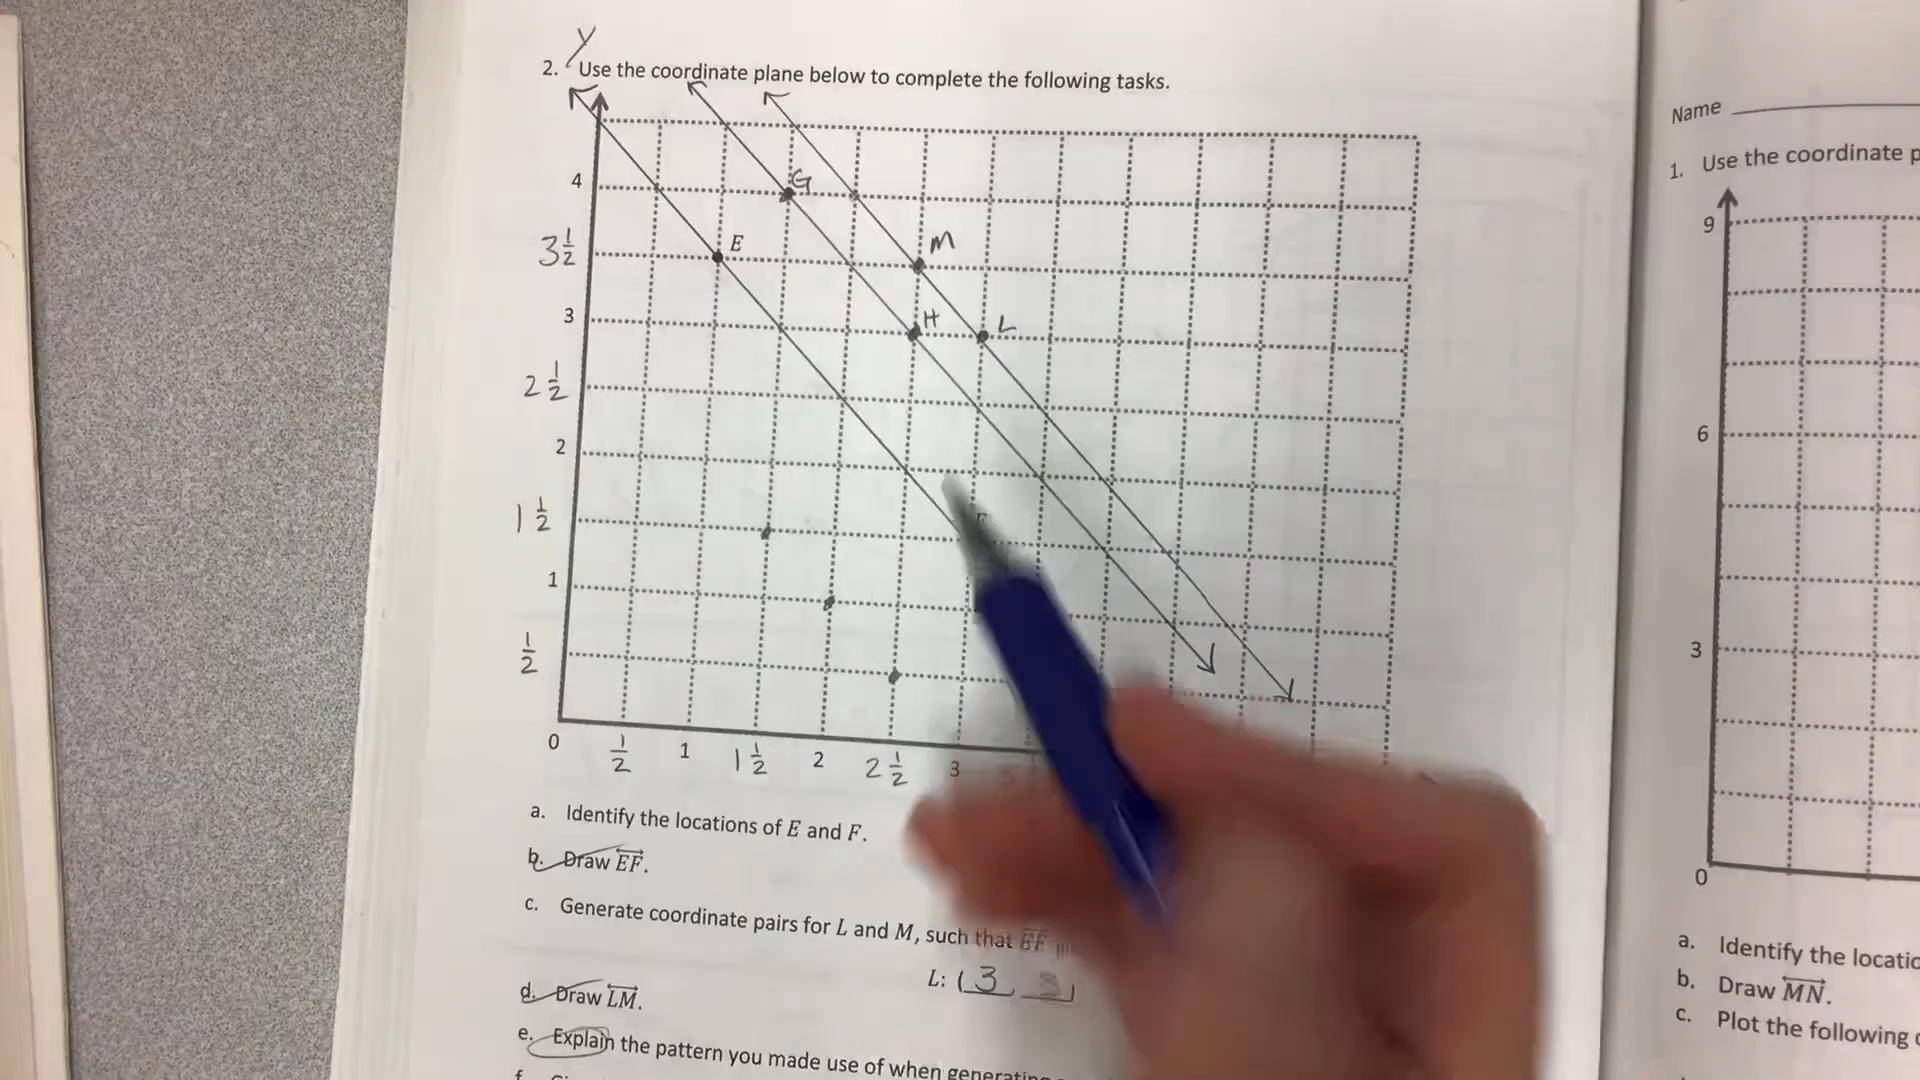 Y
2. Use the coordinate plane below to complete the following tasks.
G
4
M
E
3 1/2
H
L
3
2 1/2
2
F
1 1/2
1
1/2
0 1/2 1 1 1/2 2 2 1/2 3
a. Identify the locations of E and F.
b. Draw EF.
c. Generate coordinate pairs for L and M, such that EF ||
L: (3 3)
d. Draw LM.
e. Explain the pattern you made use of when generating
Name
1. Use the coordinate p
9
6
3
0
a. Identify the locatio
b. Draw MN.
c. Plot the following c